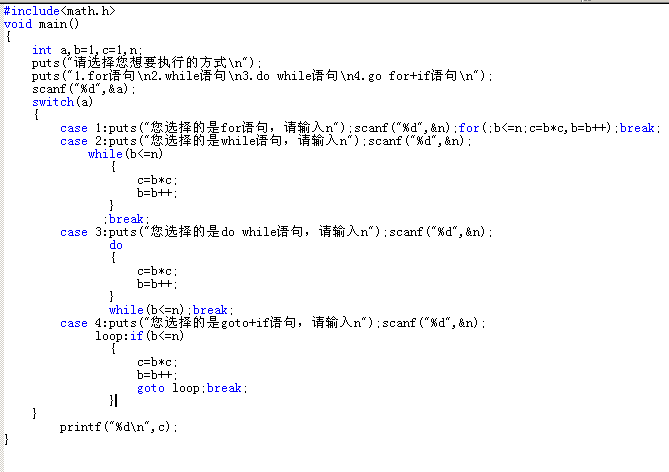 #include<math.h>
void main()
{
int a,b=1,c=1,n;
puts("请选择您想要执行的方式\n");
puts("1.for语句\n2.while语句\n3.do while语句\n4.go for+if语句\n");
scanf("%d",&a);
switch(a)
{
case 1:puts("您选择的是for语句，请输入n");scanf("%d",&n);for(;b<=n;c=b*c,b=b++);break;
case 2:puts("您选择的是while语句，请输入n");scanf("%d",&n);
while(b<=n)
{
c=b*c;
b=b++;
}
;break;
case 3:puts("您选择的是do while语句，请输入n");scanf("%d",&n);
do
{
c=b*c;
b=b++;
}
while(b<=n);break;
case 4:puts("您选择的是goto+if语句，请输入n");scanf("%d",&n);
loop:if(b<=n)
{
c=b*c;
b=b++;
goto loop;break;
}
}
printf("%d\n",c);
}